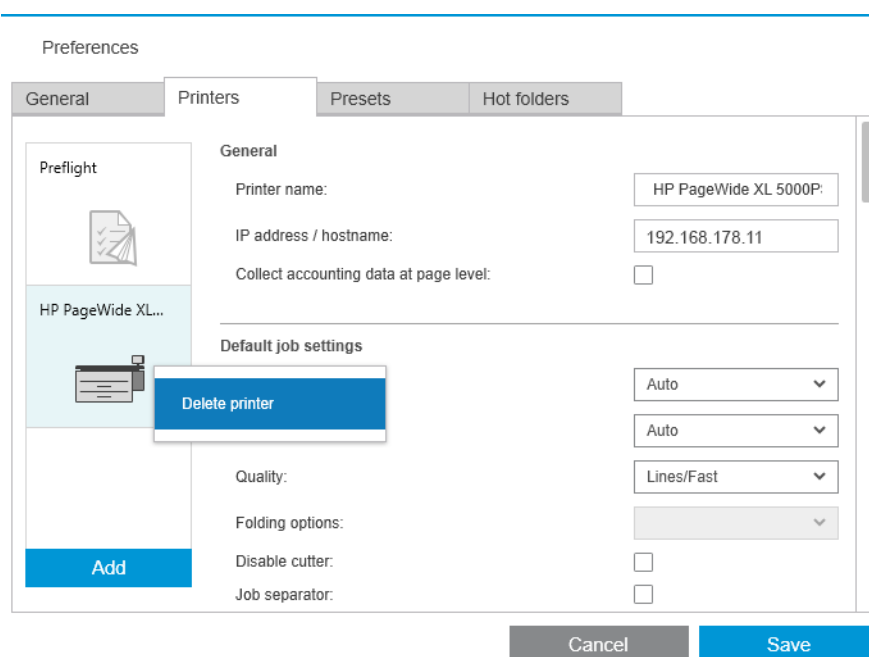 Preferences
General Printers Presets Hot folders
Preflight
HP PageWide XL...
Add
General
Printer name: HP PageWide XL 5000P
IP address / hostname: 192.168.178.11
Collect accounting data at page level:
Default job settings
Auto
Delete printer
Auto
Quality: Lines/Fast
Folding options:
Disable cutter:
Job separator:
Cancel Save